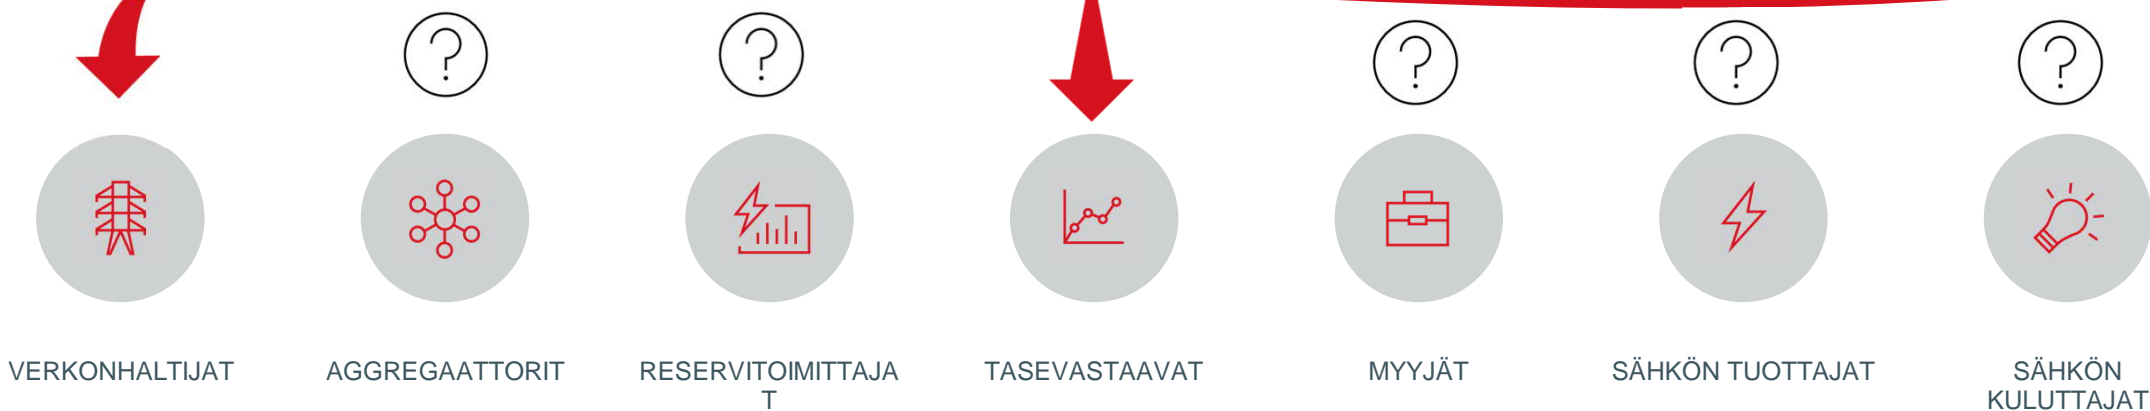 ?
?
?
?
?
VERKONHALTIJAT
AGGREGAATTORIT
RESERVITOIMITTAJA
T
TASEVASTAAVAT
MYYJÄT
SÄHKÖN TUOTTAJAT
SÄHKÖN
KULUTTAJAT